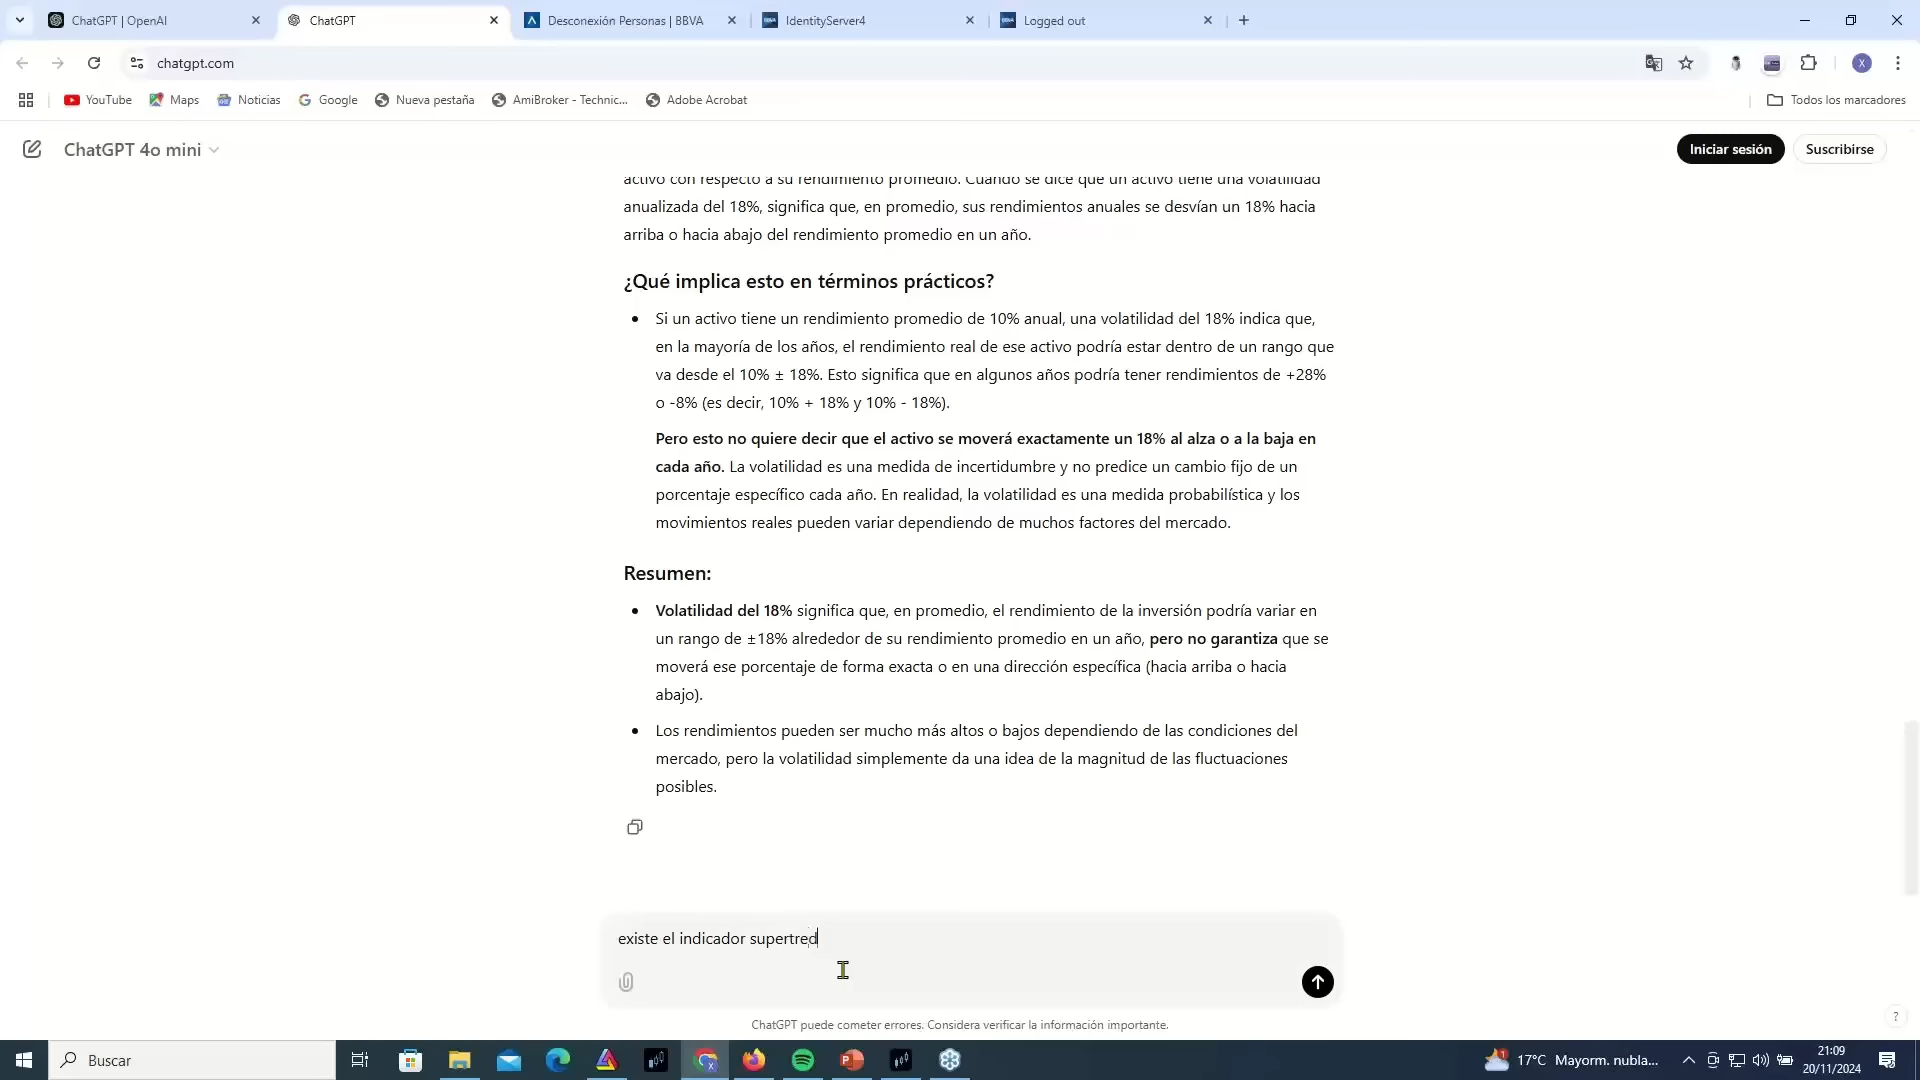 ChatGPT | OpenAI
ChatGPT
Desconexión Personas | BBVA
IdentityServer4
Logged out
chatgpt.com
X
YouTube
Maps
Noticias
Google
Nueva pestaña
AmiBroker - Technic...
Adobe Acrobat
Todos los marcadores
ChatGPT 4o mini
Iniciar sesión
Suscribirse
activo con respecto a su rendimiento promedio. Cuando se dice que un activo tiene una volatilidad
anualizada del 18%, significa que, en promedio, sus rendimientos anuales se desvían un 18% hacia
arriba o hacia abajo del rendimiento promedio en un año.
¿Qué implica esto en términos prácticos?
Si un activo tiene un rendimiento promedio de 10% anual, una volatilidad del 18% indica que,
en la mayoría de los años, el rendimiento real de ese activo podría estar dentro de un rango que
va desde el 10% ± 18%. Esto significa que en algunos años podría tener rendimientos de +28%
o -8% (es decir, 10% + 18% y 10% - 18%).
Pero esto no quiere decir que el activo se moverá exactamente un 18% al alza o a la baja en
cada año. La volatilidad es una medida de incertidumbre y no predice un cambio fijo de un
porcentaje específico cada año. En realidad, la volatilidad es una medida probabilística y los
movimientos reales pueden variar dependiendo de muchos factores del mercado.
Resumen:
Volatilidad del 18% significa que, en promedio, el rendimiento de la inversión podría variar en
un rango de ±18% alrededor de su rendimiento promedio en un año, pero no garantiza que se
moverá ese porcentaje de forma exacta o en una dirección específica (hacia arriba o hacia
abajo).
Los rendimientos pueden ser mucho más altos o bajos dependiendo de las condiciones del
mercado, pero la volatilidad simplemente da una idea de la magnitud de las fluctuaciones
posibles.
existe el indicador supertred
ChatGPT puede cometer errores. Considera verificar la información importante.
?
Buscar
17°C Mayorm. nubla...
21:09
20/11/2024